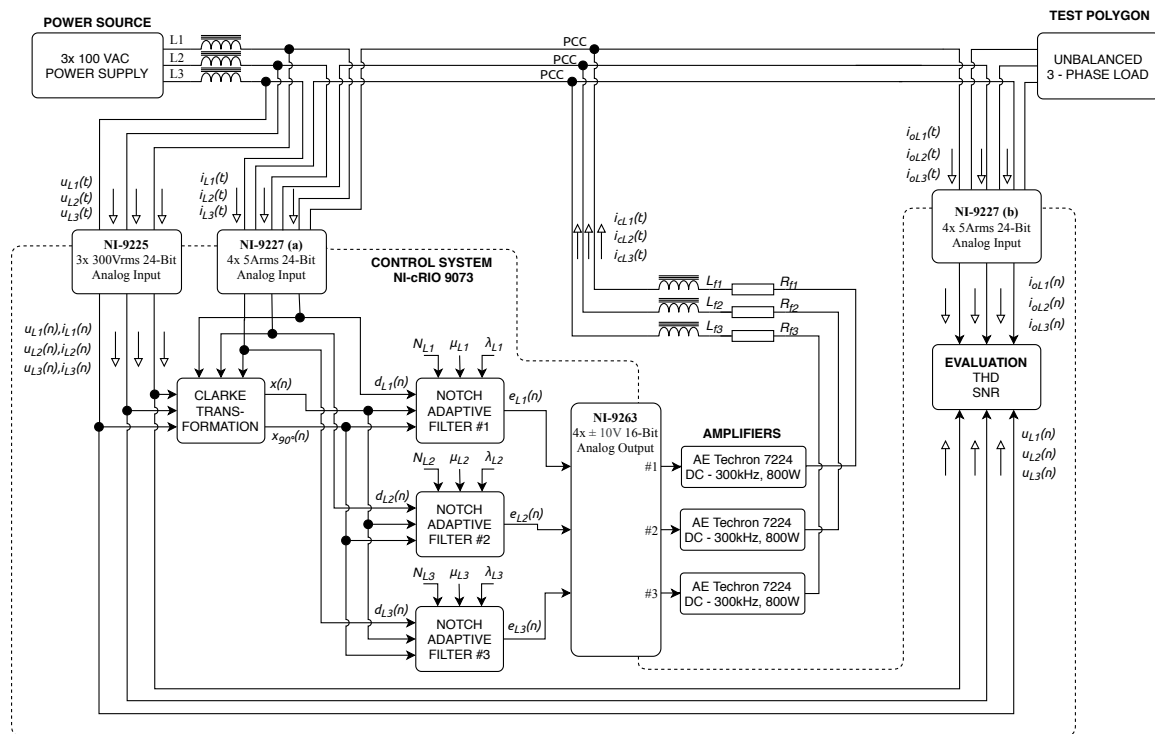 POWER SOURCE
3x 100 VAC
POWER SUPPLY
L1
L2
L3
PCC
PCC
PCC
TEST POLYGON
UNBALANCED
3 - PHASE LOAD
uL1(t)
uL2(t)
uL3(t)
iL1(t)
iL2(t)
iL3(t)
icL1(t)
icL2(t)
icL3(t)
ioL1(t)
ioL2(t)
ioL3(t)
NI-9225
3x 300Vrms 24-Bit
Analog Input
NI-9227 (a)
4x 5Arms 24-Bit
Analog Input
CONTROL SYSTEM
NI-cRIO 9073
NI-9227 (b)
4x 5Arms 24-Bit
Analog Input
Lf1
Rf1
Lf2
Rf2
Lf3
Rf3
uL1(n),iL1(n)
uL2(n),iL2(n)
uL3(n),iL3(n)
ioL1(n)
ioL2(n)
ioL3(n)
CLARKE
TRANS-
FORMATION
x(n)
x90°(n)
NL1
μL1
λL1
dL1(n)
NOTCH
ADAPTIVE
FILTER #1
eL1(n)
NL2
μL2
λL2
dL2(n)
NOTCH
ADAPTIVE
FILTER #2
eL2(n)
NL3
μL3
λL3
dL3(n)
NOTCH
ADAPTIVE
FILTER #3
eL3(n)
NI-9263
4x ± 10V 16-Bit
Analog Output
#1
#2
#3
AMPLIFIERS
AE Techron 7224
DC - 300kHz, 800W
AE Techron 7224
DC - 300kHz, 800W
AE Techron 7224
DC - 300kHz, 800W
EVALUATION
THD
SNR
uL1(n)
uL2(n)
uL3(n)